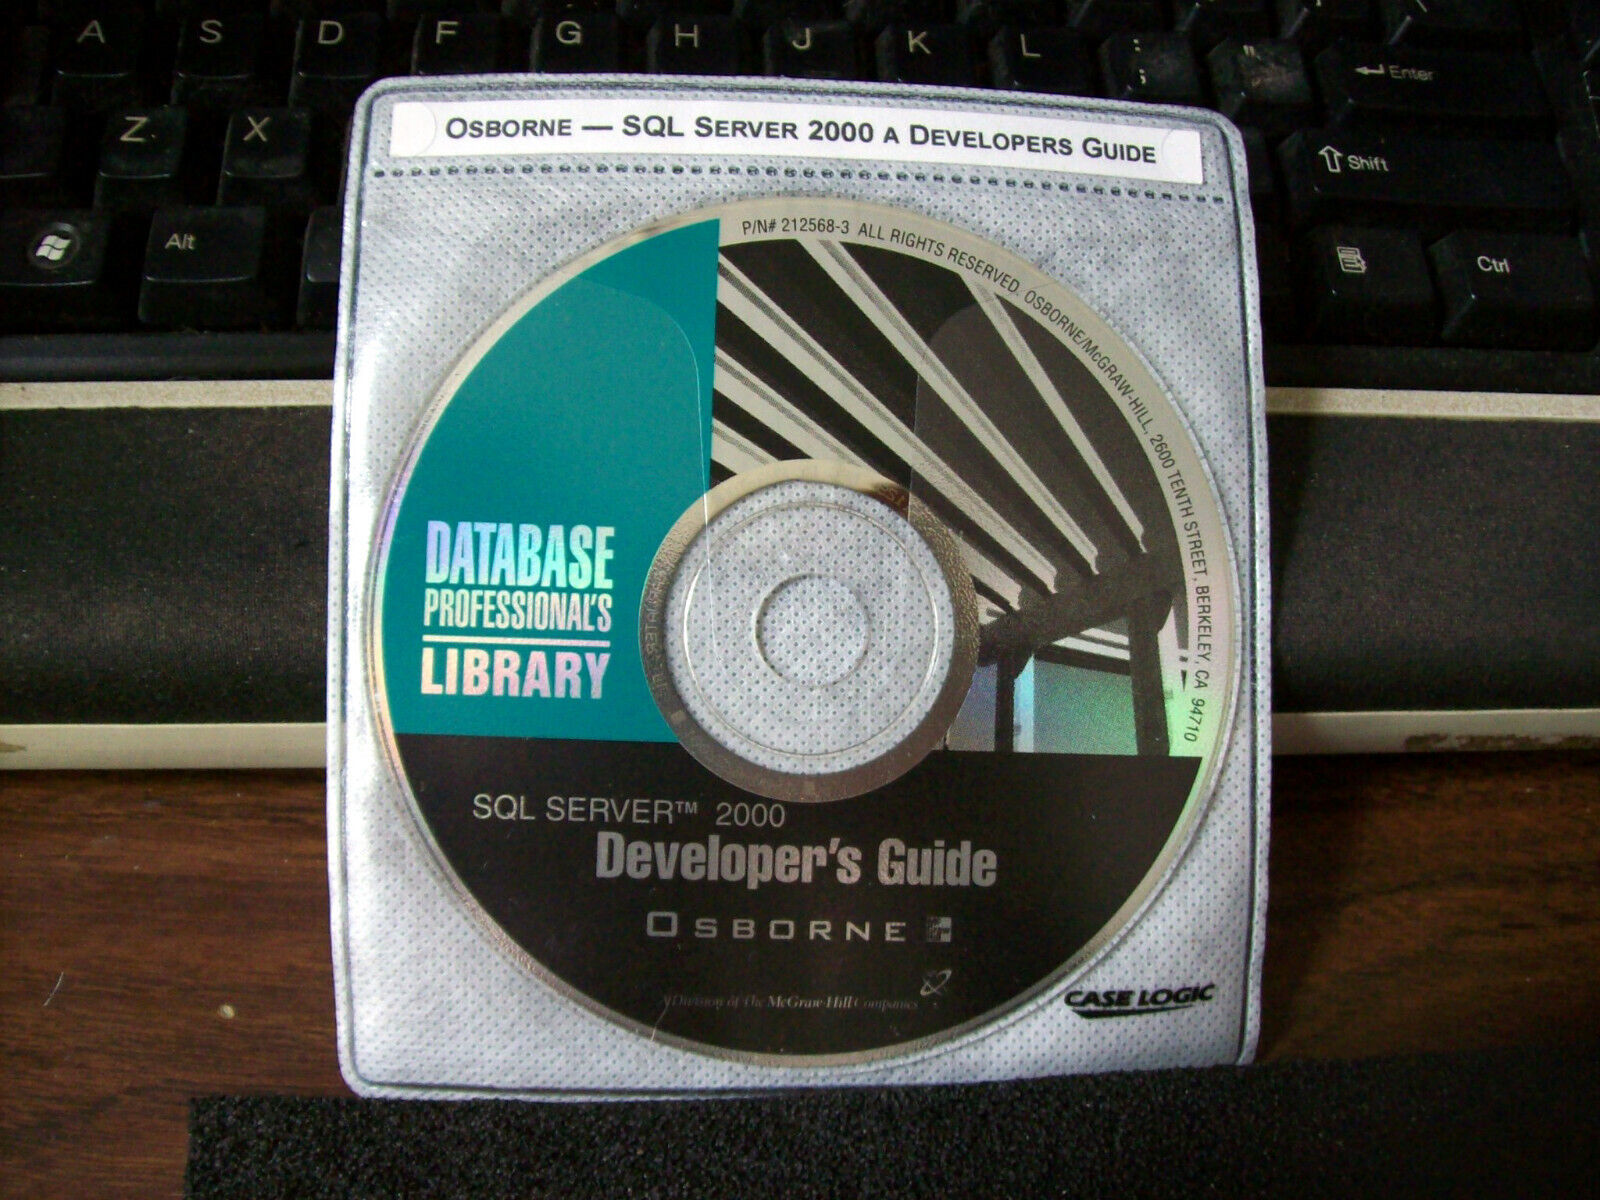 A S D F G H J K L : ; " ' Enter
Z X Shift
Alt Ctrl
OSBORNE — SQL SERVER 2000 A DEVELOPERS GUIDE
P/N# 212568-3 ALL RIGHTS RESERVED. OSBORNE/McGRAW-HILL, 2600 TENTH STREET, BERKELEY, CA 94710
DATABASE
PROFESSIONAL'S
LIBRARY
SQL SERVER™ 2000
Developer's Guide
OSBORNE
A Division of The McGraw-Hill Companies
CASE LOGIC